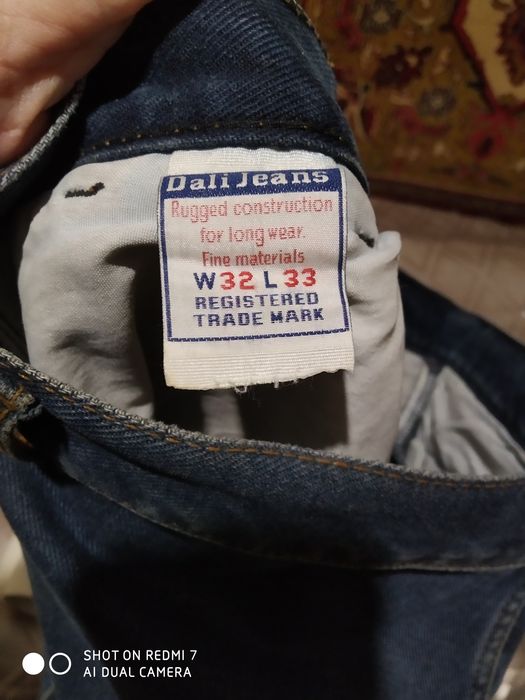 Dali Jeans
Rugged construction
for long wear.
Fine materials
W32 L 33
REGISTERED
TRADE MARK
SHOT ON REDMI 7
AI DUAL CAMERA